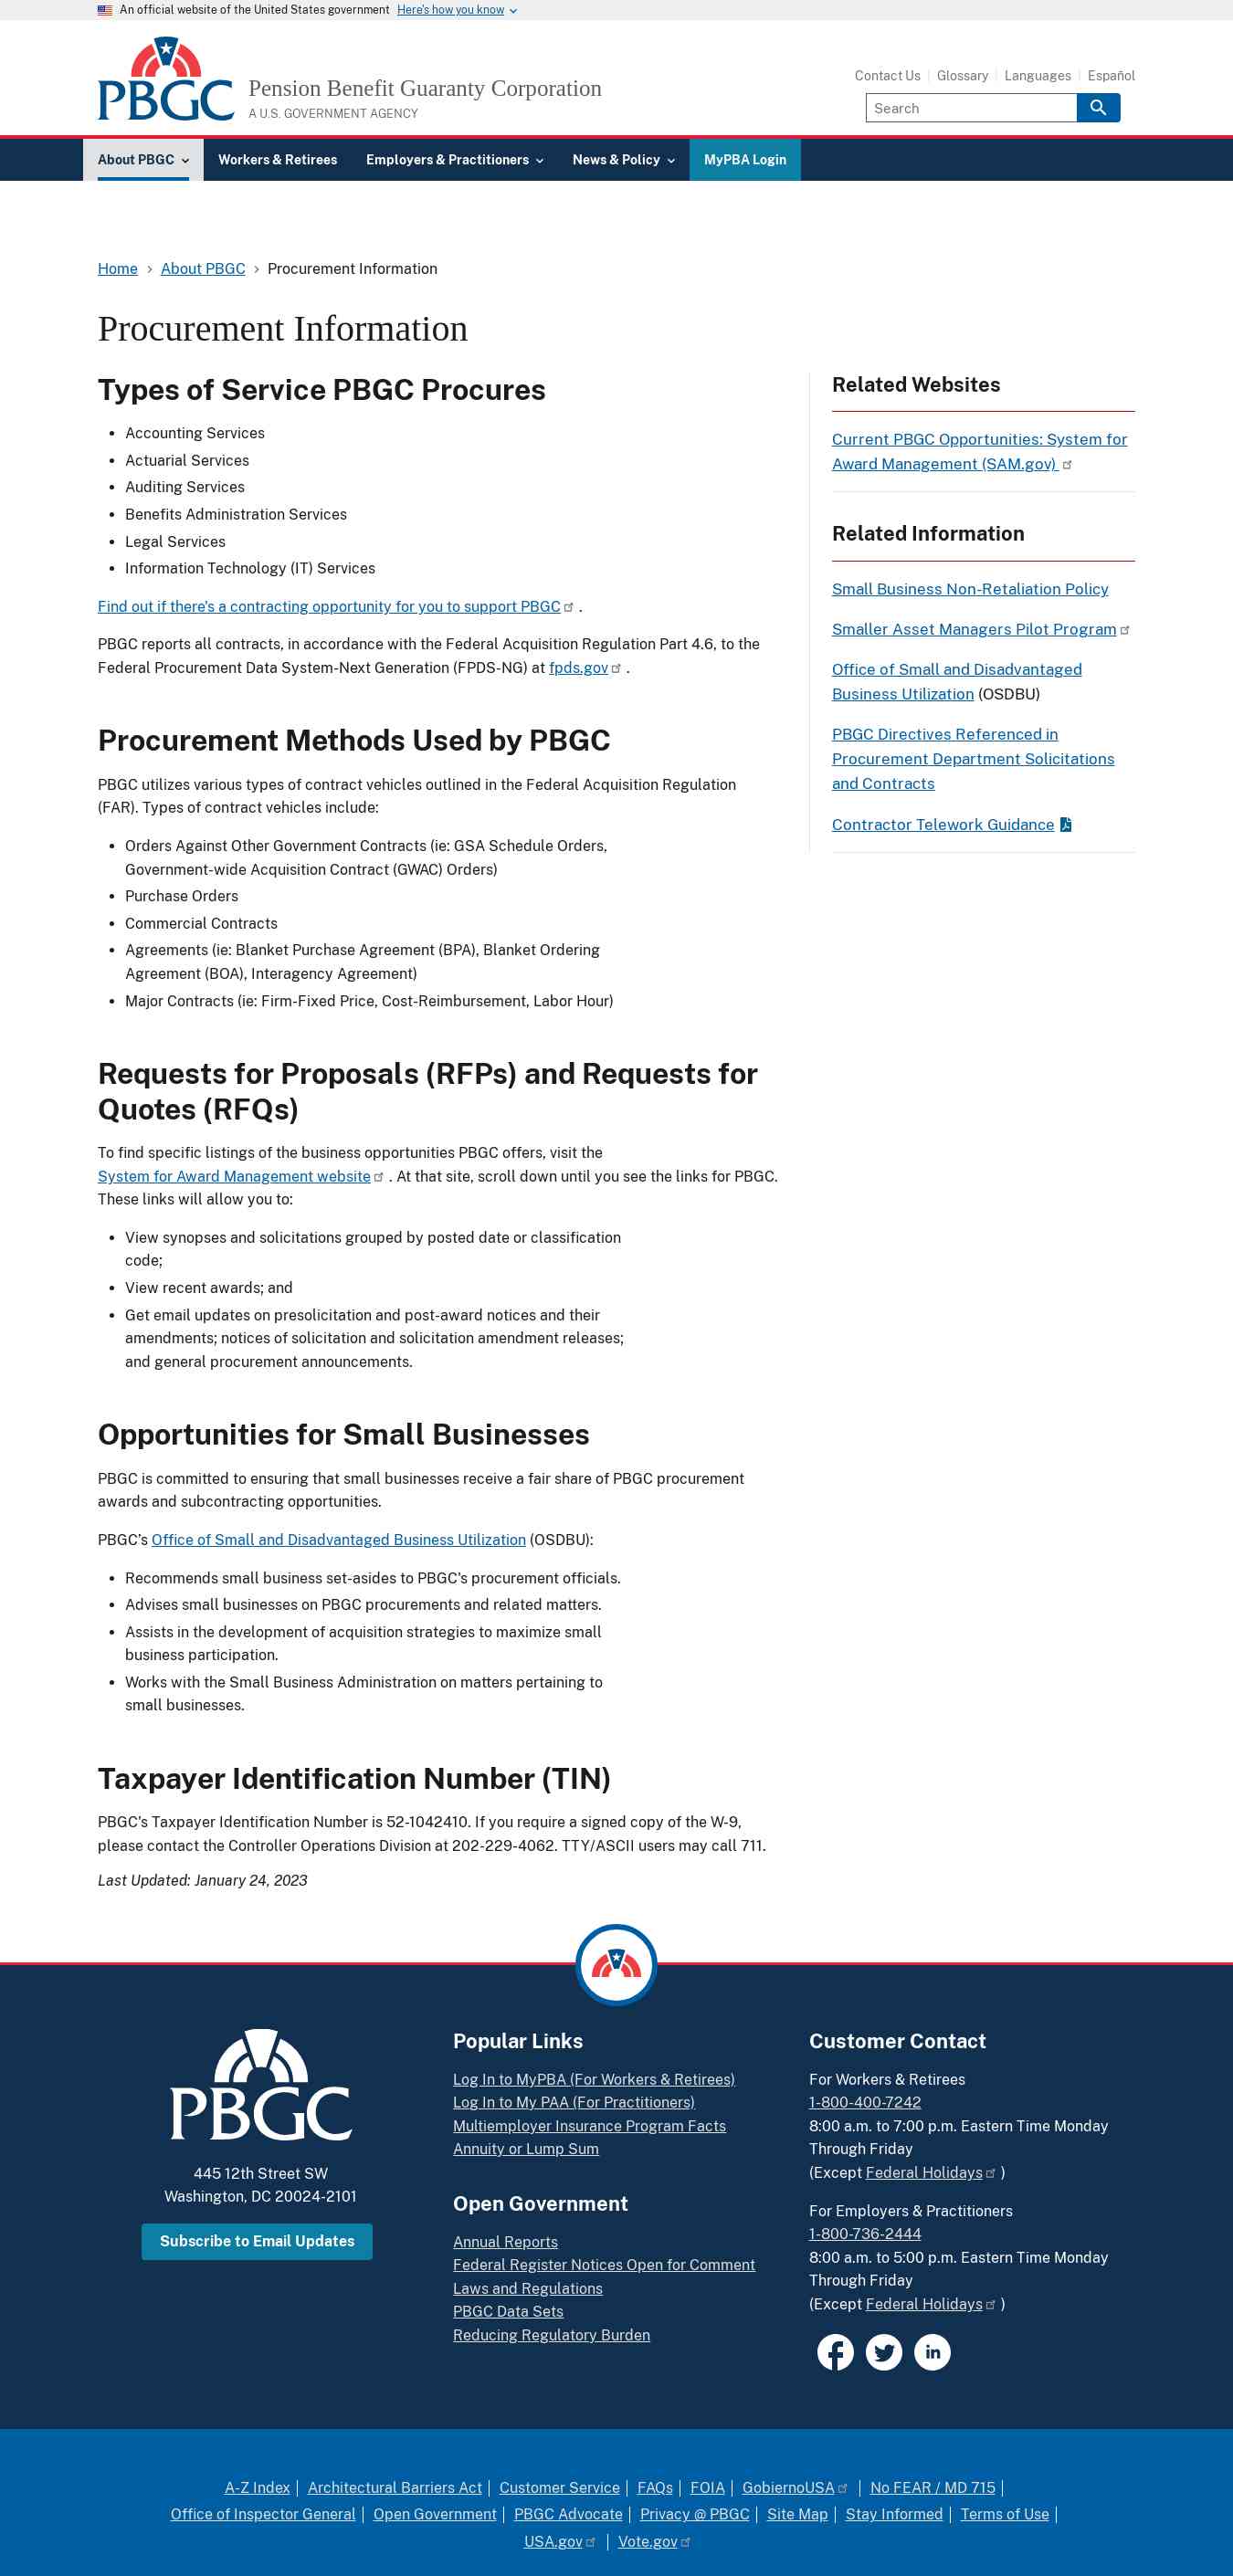 An official website of the United States government Here's how you know
PBGC
Pension Benefit Guaranty Corporation
A U.S. GOVERNMENT AGENCY
Contact Us | Glossary | Languages | Español
Search
About PBGC
Workers & Retirees
Employers & Practitioners
News & Policy
MyPBA Login
Home > About PBGC > Procurement Information
Procurement Information
Types of Service PBGC Procures
• Accounting Services
• Actuarial Services
• Auditing Services
• Benefits Administration Services
• Legal Services
• Information Technology (IT) Services
Find out if there's a contracting opportunity for you to support PBGC .
PBGC reports all contracts, in accordance with the Federal Acquisition Regulation Part 4.6, to the
Federal Procurement Data System-Next Generation (FPDS-NG) at fpds.gov .
Procurement Methods Used by PBGC
PBGC utilizes various types of contract vehicles outlined in the Federal Acquisition Regulation
(FAR). Types of contract vehicles include:
• Orders Against Other Government Contracts (ie: GSA Schedule Orders,
Government-wide Acquisition Contract (GWAC) Orders)
• Purchase Orders
• Commercial Contracts
• Agreements (ie: Blanket Purchase Agreement (BPA), Blanket Ordering
Agreement (BOA), Interagency Agreement)
• Major Contracts (ie: Firm-Fixed Price, Cost-Reimbursement, Labor Hour)
Requests for Proposals (RFPs) and Requests for
Quotes (RFQs)
To find specific listings of the business opportunities PBGC offers, visit the
System for Award Management website . At that site, scroll down until you see the links for PBGC.
These links will allow you to:
• View synopses and solicitations grouped by posted date or classification
code;
• View recent awards; and
• Get email updates on presolicitation and post-award notices and their
amendments; notices of solicitation and solicitation amendment releases;
and general procurement announcements.
Opportunities for Small Businesses
PBGC is committed to ensuring that small businesses receive a fair share of PBGC procurement
awards and subcontracting opportunities.
PBGC's Office of Small and Disadvantaged Business Utilization (OSDBU):
• Recommends small business set-asides to PBGC's procurement officials.
• Advises small businesses on PBGC procurements and related matters.
• Assists in the development of acquisition strategies to maximize small
business participation.
• Works with the Small Business Administration on matters pertaining to
small businesses.
Taxpayer Identification Number (TIN)
PBGC's Taxpayer Identification Number is 52-1042410. If you require a signed copy of the W-9,
please contact the Controller Operations Division at 202-229-4062. TTY/ASCII users may call 711.
Last Updated: January 24, 2023
Related Websites
Current PBGC Opportunities: System for
Award Management (SAM.gov)
Related Information
Small Business Non-Retaliation Policy
Smaller Asset Managers Pilot Program
Office of Small and Disadvantaged
Business Utilization (OSDBU)
PBGC Directives Referenced in
Procurement Department Solicitations
and Contracts
Contractor Telework Guidance
PBGC
445 12th Street SW
Washington, DC 20024-2101
Subscribe to Email Updates
Popular Links
Log In to MyPBA (For Workers & Retirees)
Log In to My PAA (For Practitioners)
Multiemployer Insurance Program Facts
Annuity or Lump Sum
Open Government
Annual Reports
Federal Register Notices Open for Comment
Laws and Regulations
PBGC Data Sets
Reducing Regulatory Burden
Customer Contact
For Workers & Retirees
1-800-400-7242
8:00 a.m. to 7:00 p.m. Eastern Time Monday
Through Friday
(Except Federal Holidays )
For Employers & Practitioners
1-800-736-2444
8:00 a.m. to 5:00 p.m. Eastern Time Monday
Through Friday
(Except Federal Holidays )
in
A-Z Index | Architectural Barriers Act | Customer Service | FAQs | FOIA | GobiernoUSA | No FEAR / MD 715 |
Office of Inspector General | Open Government | PBGC Advocate | Privacy @ PBGC | Site Map | Stay Informed | Terms of Use |
USA.gov | Vote.gov